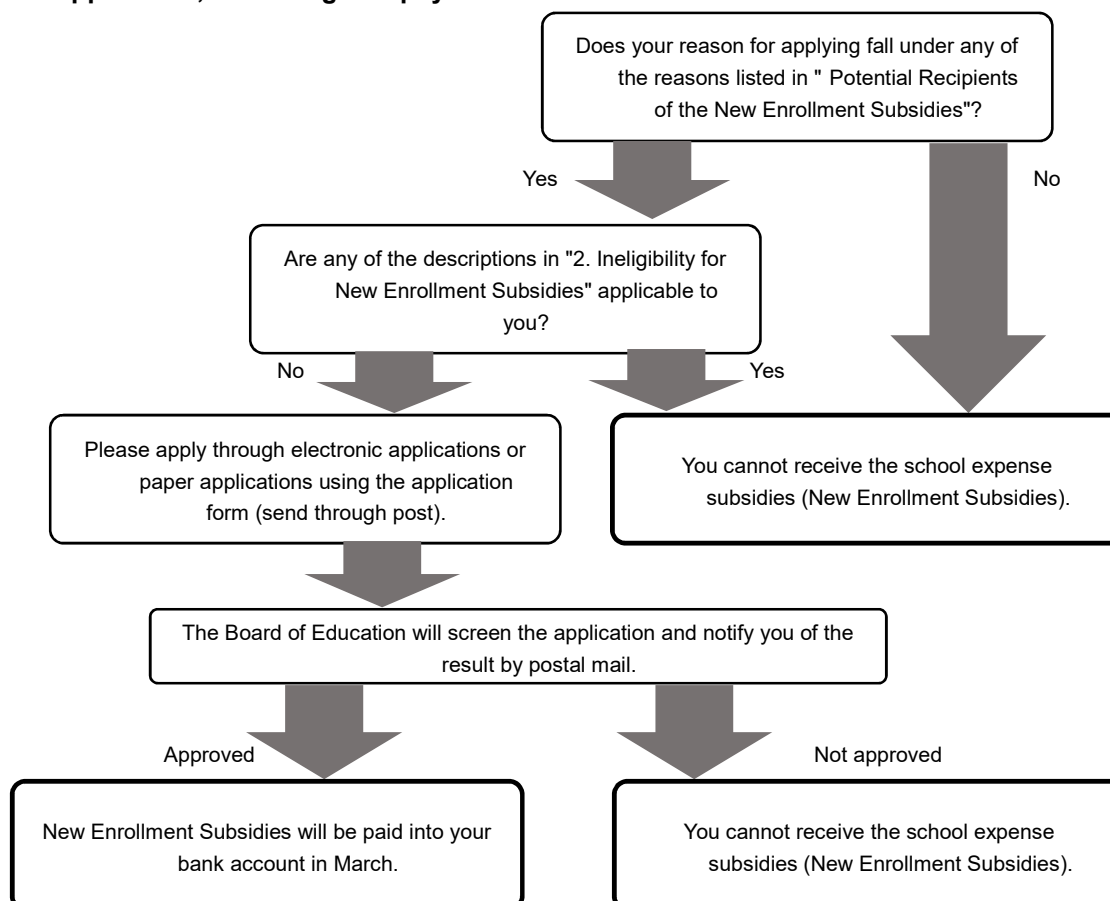 Does your reason for applying fall under any of
the reasons listed in " Potential Recipients
of the New Enrollment Subsidies"?
Yes
No
Are any of the descriptions in "2. Ineligibility for
New Enrollment Subsidies" applicable to
you?
No
Yes
Please apply through electronic applications or
paper applications using the application
form (send through post).
You cannot receive the school expense
subsidies (New Enrollment Subsidies).
The Board of Education will screen the application and notify you of the
result by postal mail.
Approved
Not approved
New Enrollment Subsidies will be paid into your
bank account in March.
You cannot receive the school expense
subsidies (New Enrollment Subsidies).